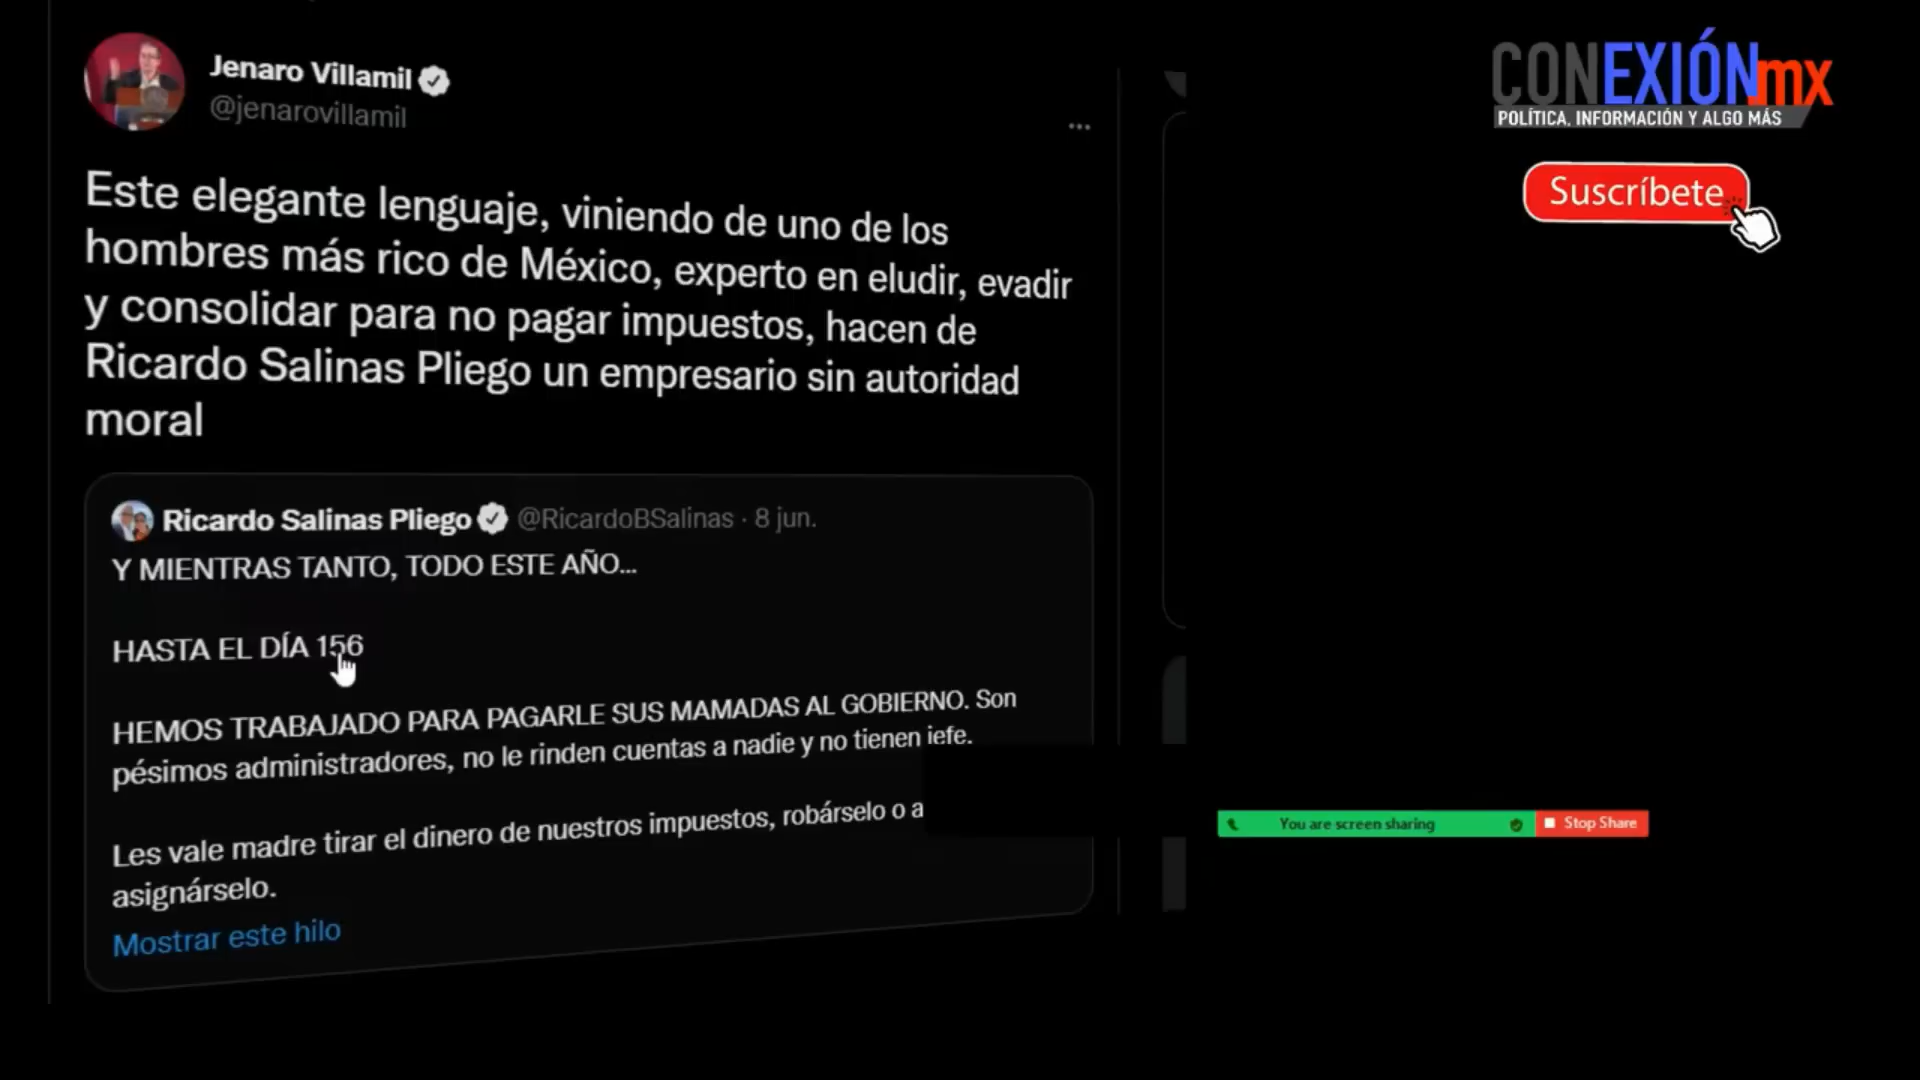 Jenaro Villamil
@jenarovillamil
Este elegante lenguaje, viniendo de uno de los
hombres más rico de México, experto en eludir, evadir
y consolidar para no pagar impuestos, hacen de
Ricardo Salinas Pliego un empresario sin autoridad
moral
Ricardo Salinas Pliego @RicardoBSalinas · 8 jun.
Y MIENTRAS TANTO, TODO ESTE AÑO...
HASTA EL DÍA 156
HEMOS TRABAJADO PARA PAGARLE SUS MAMADAS AL GOBIERNO. Son
pésimos administradores, no le rinden cuentas a nadie y no tienen jefe.
Les vale madre tirar el dinero de nuestros impuestos, robárselo o a
asignárselo.
Mostrar este hilo
CONEXIÓNmx
POLÍTICA, INFORMACIÓN Y ALGO MÁS
Suscríbete
You are screen sharing
Stop Share